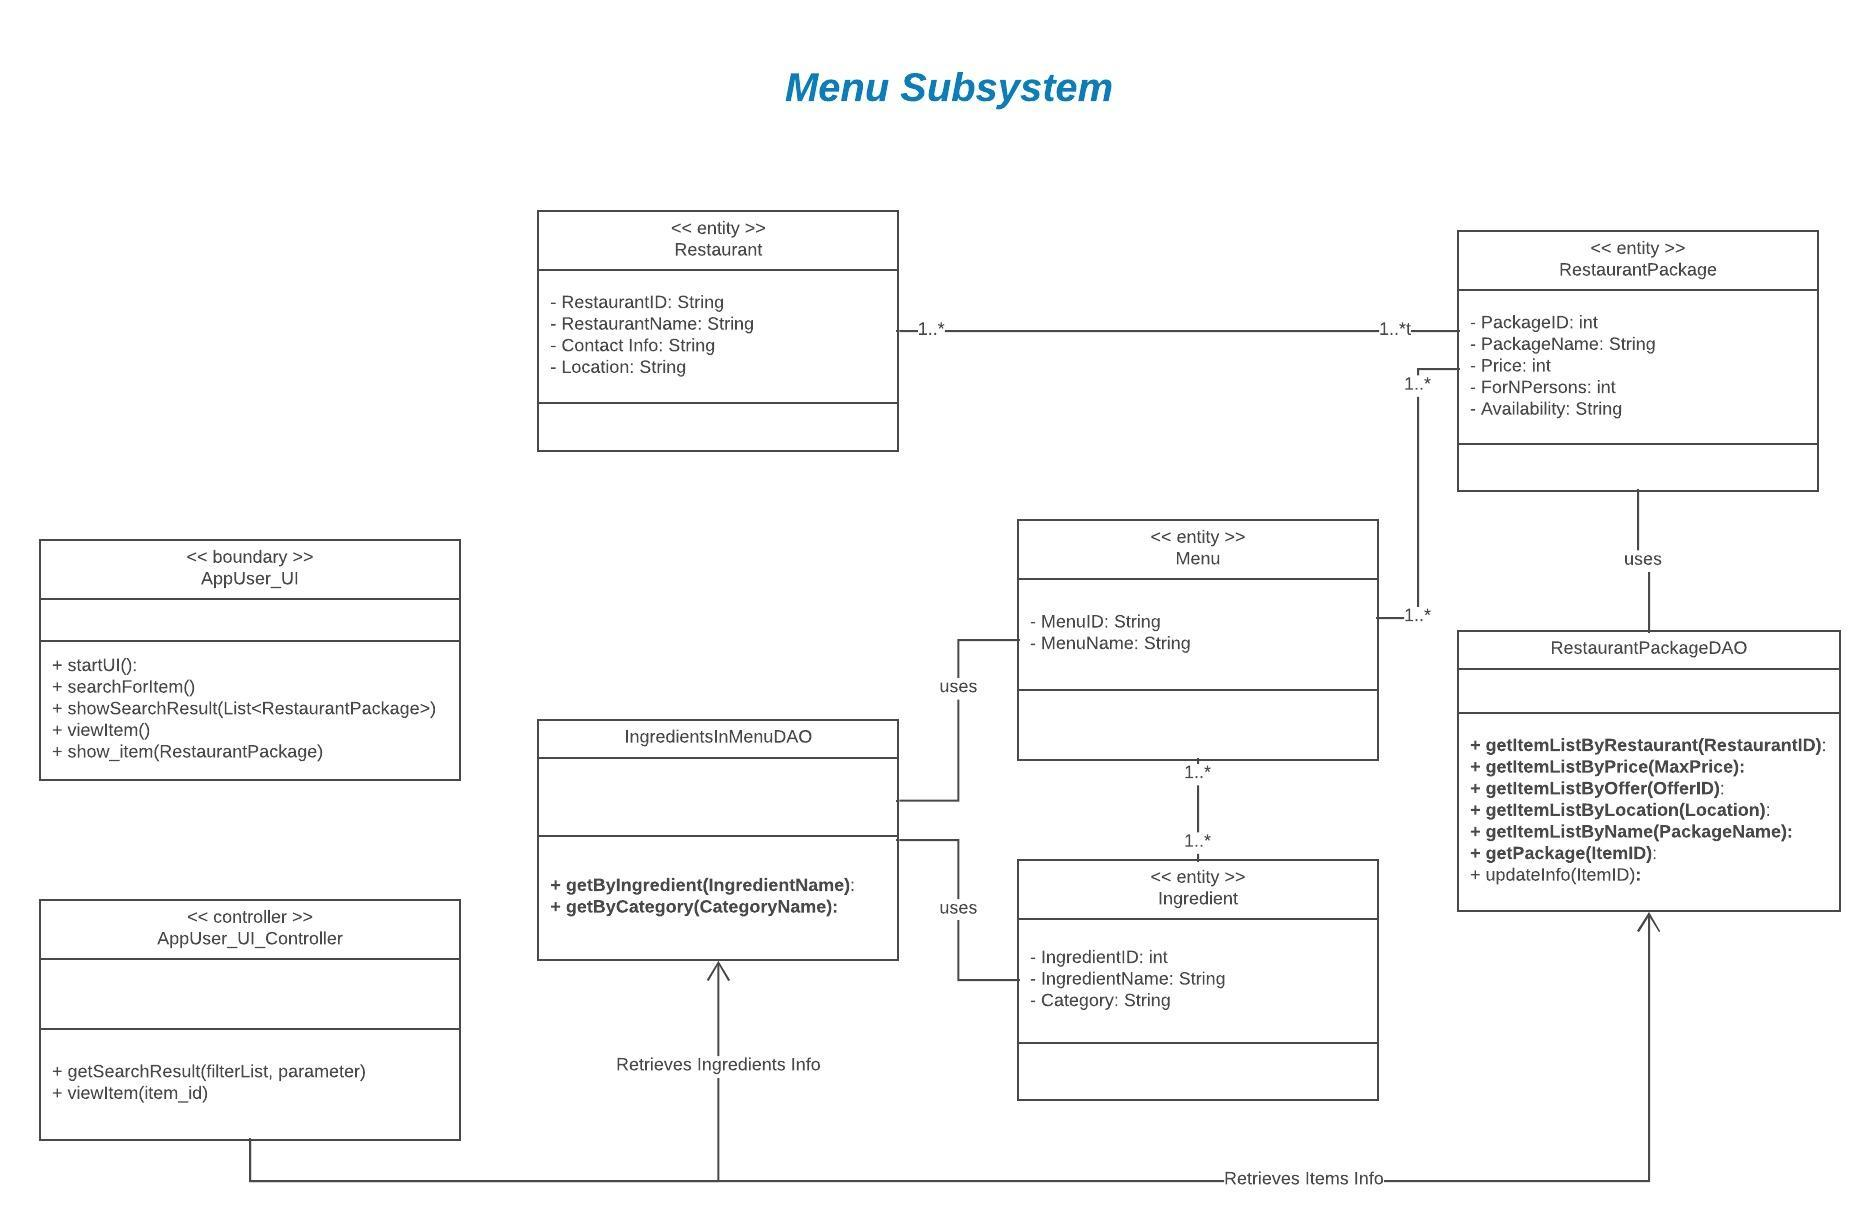 Menu Subsystem
<< entity >>
Restaurant
- RestaurantID: String
- RestaurantName: String
- Contact Info: String
- Location: String
1..*
1..*t
<< entity >>
RestaurantPackage
- PackageID: int
- PackageName: String
- Price: int
- ForNPersons: int
- Availability: String
1..*
1..*
uses
<< boundary >>
AppUser_UI
+ startUI():
+ searchForItem()
+ showSearchResult(List<RestaurantPackage>)
+ viewItem()
+ show_item(RestaurantPackage)
<< entity >>
Menu
- MenuID: String
- MenuName: String
uses
RestaurantPackageDAO
+ getItemListByRestaurant(RestaurantID):
+ getItemListByPrice(MaxPrice):
+ getItemListByOffer(OfferID):
+ getItemListByLocation(Location):
+ getItemListByName(PackageName):
+ getPackage(ItemID):
+ updateInfo(ItemID):
IngredientsInMenuDAO
+ getByIngredient(IngredientName):
+ getByCategory(CategoryName):
1..*
1..*
uses
<< entity >>
Ingredient
- IngredientID: int
- IngredientName: String
- Category: String
<< controller >>
AppUser_UI_Controller
+ getSearchResult(filterList, parameter)
+ viewItem(item_id)
Retrieves Ingredients Info
Retrieves Items Info